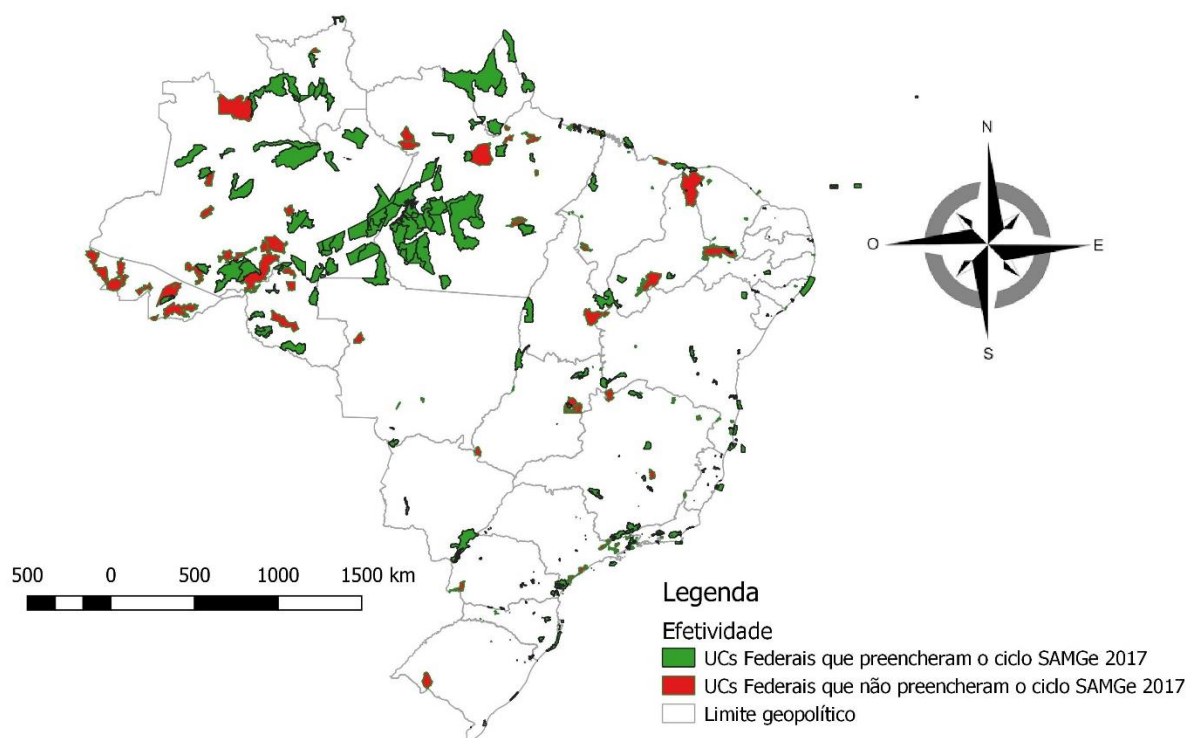 N
O
E
S
500 0 500 1000 1500 km
Legenda
Efetividade
UCs Federais que preencheram o ciclo SAMGe 2017
UCs Federais que não preencheram o ciclo SAMGe 2017
Limite geopolítico